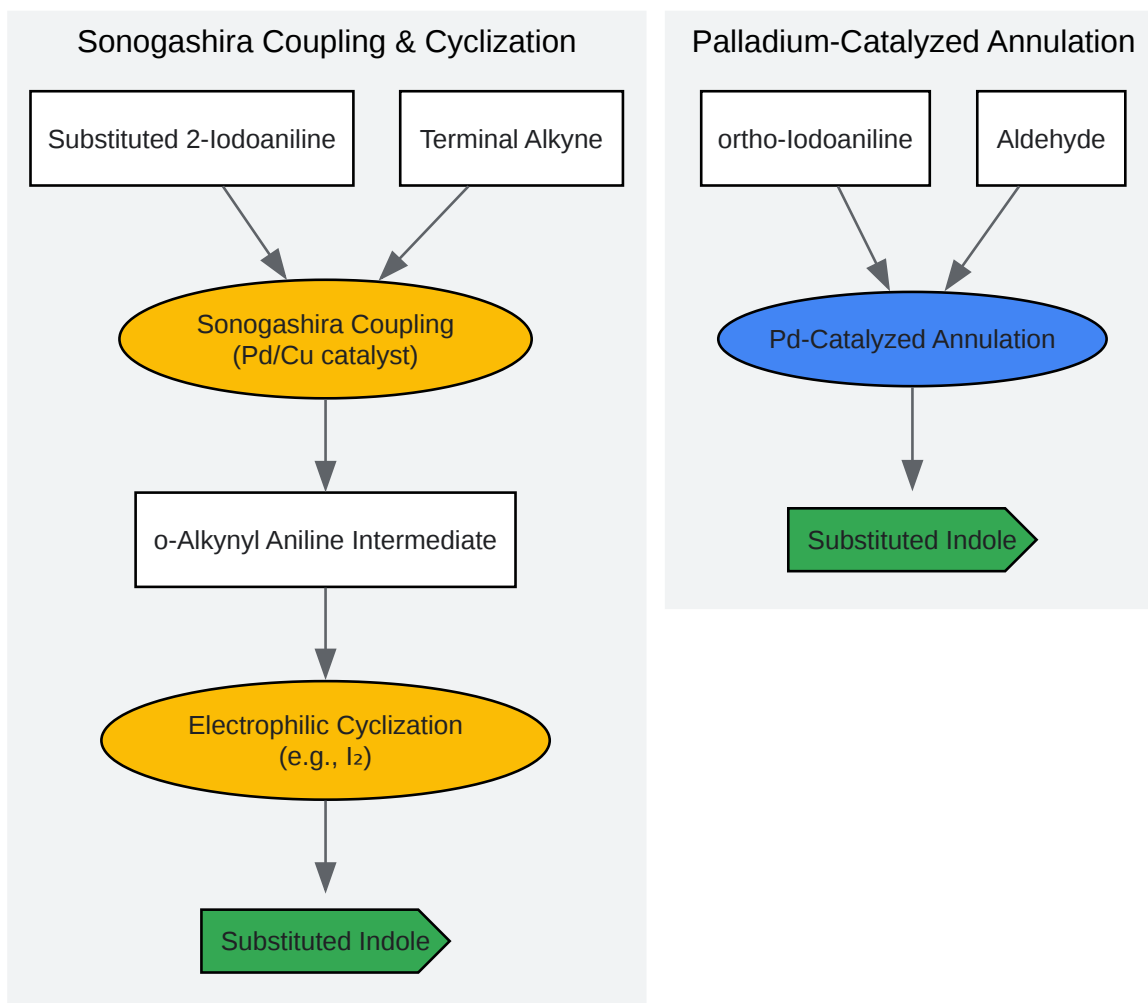 Sonogashira Coupling & Cyclization
Substituted 2-Iodoaniline
Terminal Alkyne
Sonogashira Coupling
(Pd/Cu catalyst)
o-Alkynyl Aniline Intermediate
Electrophilic Cyclization
(e.g., I₂)
Substituted Indole
Palladium-Catalyzed Annulation
ortho-Iodoaniline
Aldehyde
Pd-Catalyzed Annulation
Substituted Indole